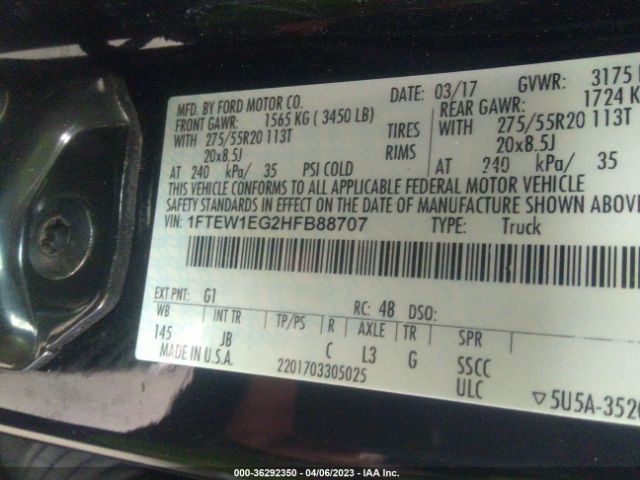 MFD. BY FORD MOTOR CO. DATE: 03/17 GVWR: 3175
FRONT GAWR: 1565 KG ( 3450 LB) REAR GAWR: 1724 K
WITH 275/55R20 113T TIRES WITH 275/55R20 113T
20x8.5J RIMS 20x8.5J
AT 240 kPa/ 35 PSI COLD AT 240 kPa/ 35
THIS VEHICLE CONFORMS TO ALL APPLICABLE FEDERAL MOTOR VEHICLE
SAFETY STANDARDS IN EFFECT ON THE DATE OF MANUFACTURE SHOWN ABOVE
VIN: 1FTEW1EG2HFB88707 TYPE: Truck
EXT PNT: G1 RC: 48 DSO:
WB INT TR TP/PS R AXLE TR SPR
145 JB C L3 G SSCC
MADE IN U.S.A. 2201703305025 ULC
▽5U5A-3520
000-36292350 / 04/06/2023 - IAA Inc.